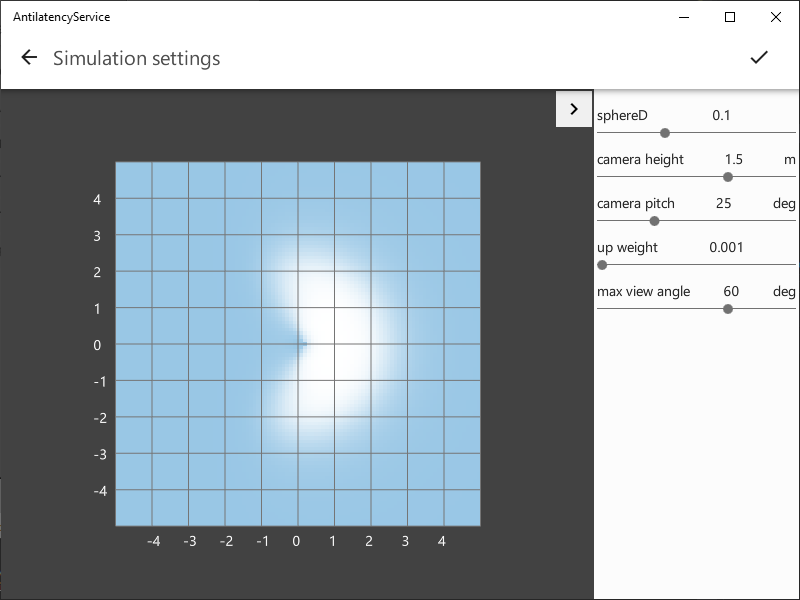 AntilatencyService
Simulation settings
sphereD 0.1
camera height 1.5 m
camera pitch 25 deg
up weight 0.001
max view angle 60 deg
4
3
2
1
0
-1
-2
-3
-4
-4 -3 -2 -1 0 1 2 3 4